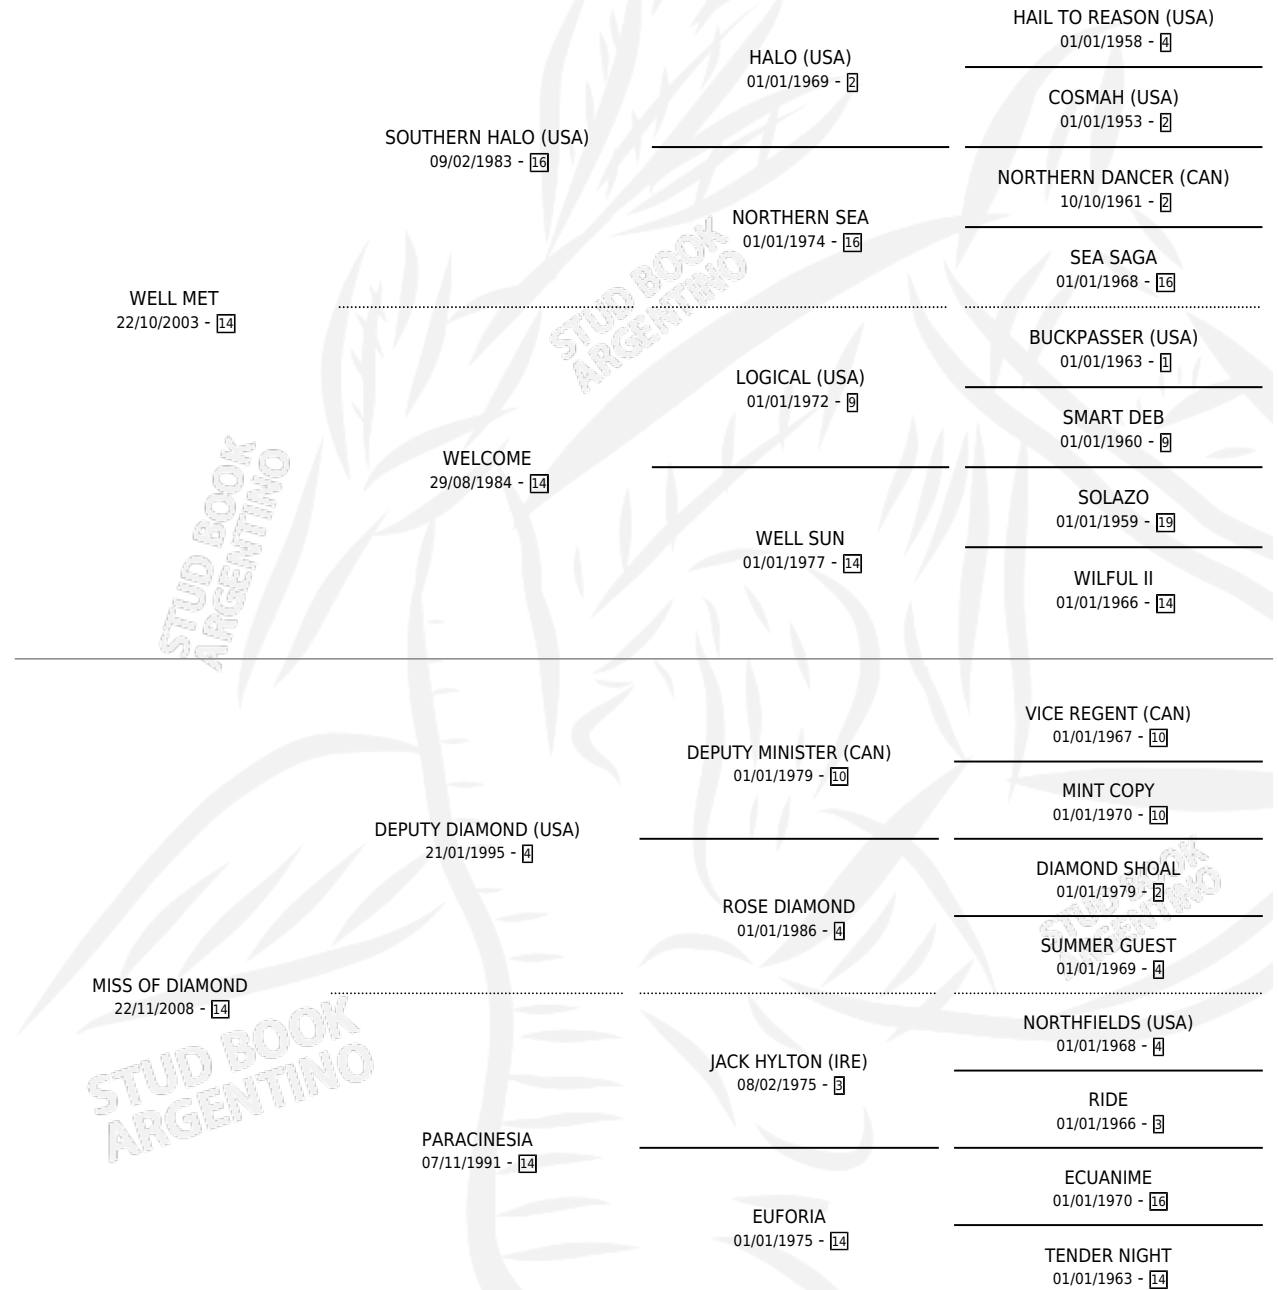 HAIL TO REASON (USA)
01/01/1958 - 4
HALO (USA)
01/01/1969 - 2
COSMAH (USA)
01/01/1953 - 2
SOUTHERN HALO (USA)
09/02/1983 - 16
NORTHERN DANCER (CAN)
10/10/1961 - 2
NORTHERN SEA
01/01/1974 - 16
SEA SAGA
01/01/1968 - 16
WELL MET
22/10/2003 - 14
STUD BOOK
ARGENTINO
BUCKPASSER (USA)
01/01/1963 - 1
LOGICAL (USA)
01/01/1972 - 9
SMART DEB
01/01/1960 - 9
WELCOME
29/08/1984 - 14
SOLAZO
01/01/1959 - 19
WELL SUN
01/01/1977 - 14
WILFUL II
01/01/1966 - 14
STUD BOOK
ARGENTINO
VICE REGENT (CAN)
01/01/1967 - 10
DEPUTY MINISTER (CAN)
01/01/1979 - 10
MINT COPY
01/01/1970 - 10
DEPUTY DIAMOND (USA)
21/01/1995 - 4
DIAMOND SHOAL
01/01/1979 - 2
ROSE DIAMOND
01/01/1986 - 4
STUD BOOK
ARGENTINO
SUMMER GUEST
01/01/1969 - 4
MISS OF DIAMOND
22/11/2008 - 14
NORTHFIELDS (USA)
01/01/1968 - 4
JACK HYLTON (IRE)
08/02/1975 - 3
STUD BOOK
ARGENTINO
RIDE
01/01/1966 - 3
PARACINESIA
07/11/1991 - 14
ECUANIME
01/01/1970 - 16
EUFORIA
01/01/1975 - 14
TENDER NIGHT
01/01/1963 - 14